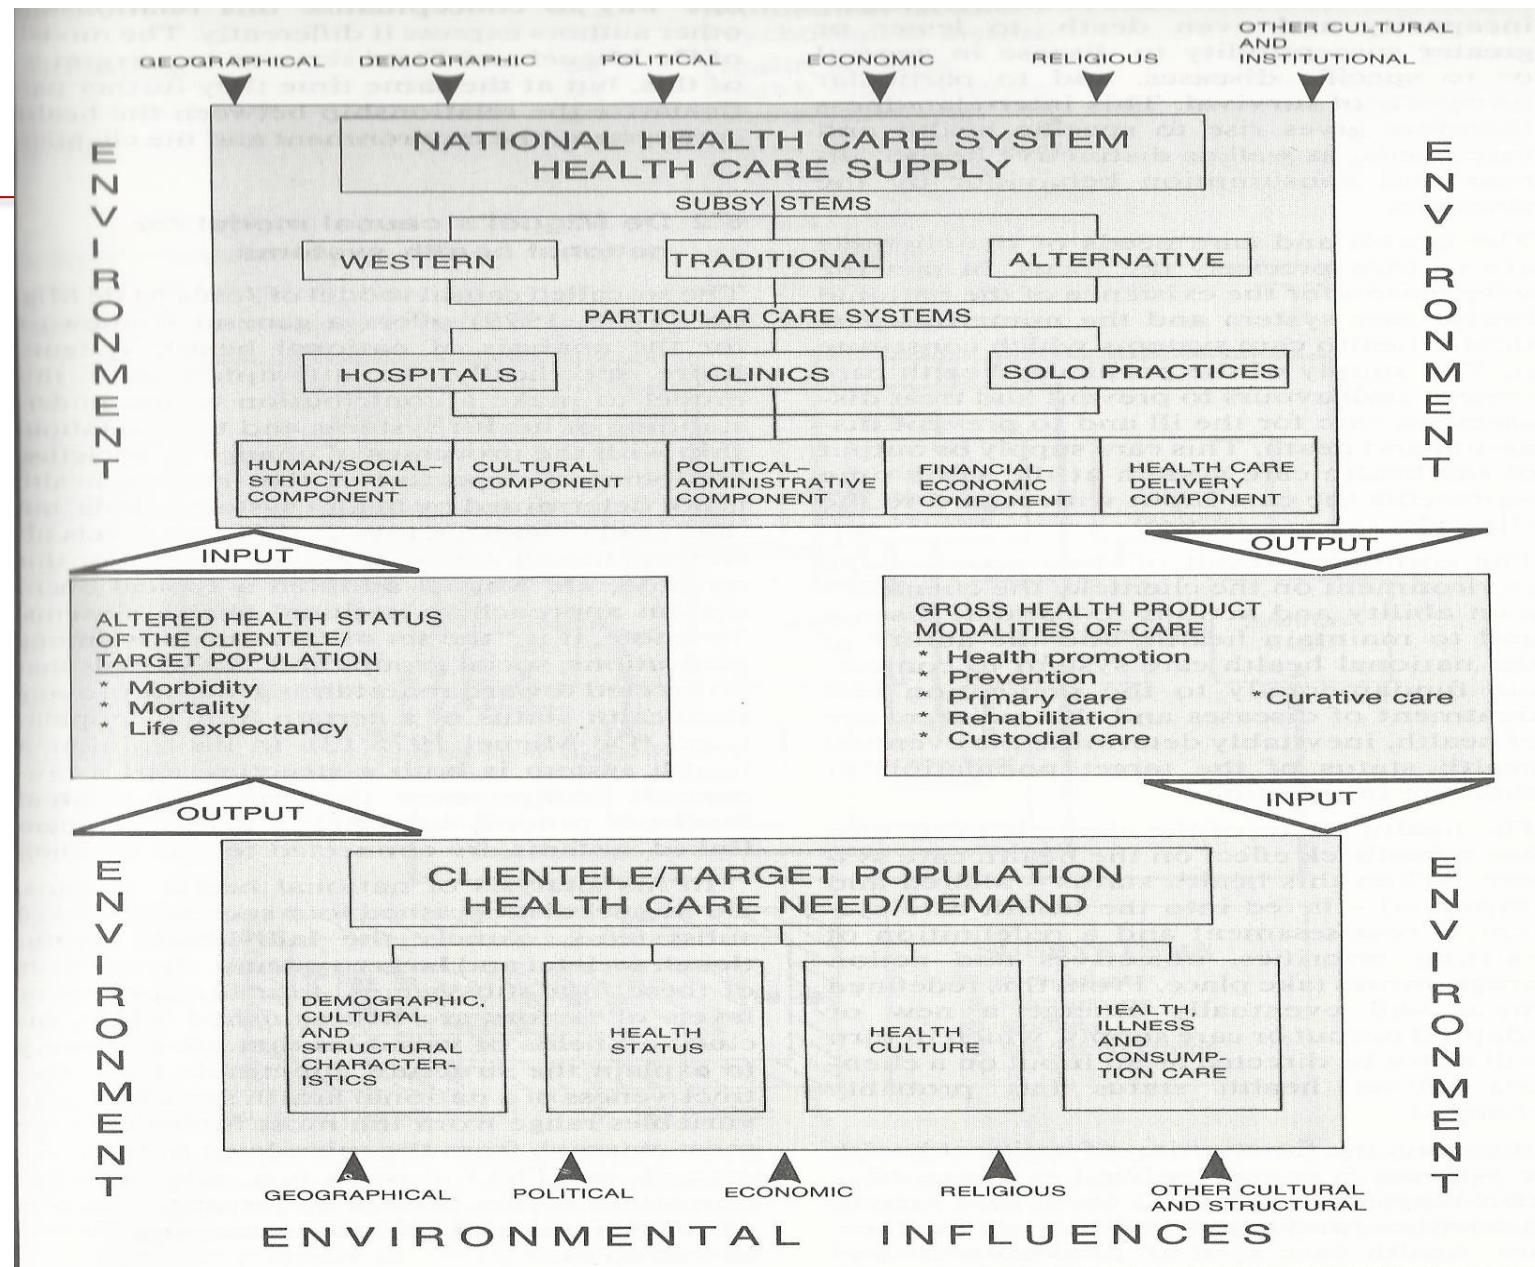 GEOGRAPHICAL
DEMOGRAPHIC
POLITICAL
ECONOMIC
RELIGIOUS
OTHER CULTURAL
AND
INSTITUTIONAL
ENVIRONMENT
NATIONAL HEALTH CARE SYSTEM
HEALTH CARE SUPPLY
SUBSYSTEMS
WESTERN
TRADITIONAL
ALTERNATIVE
PARTICULAR CARE SYSTEMS
HOSPITALS
CLINICS
SOLO PRACTICES
HUMAN/SOCIAL–
STRUCTURAL
COMPONENT
CULTURAL
COMPONENT
POLITICAL–
ADMINISTRATIVE
COMPONENT
FINANCIAL–
ECONOMIC
COMPONENT
HEALTH CARE
DELIVERY
COMPONENT
ENVIRONMENT
INPUT
OUTPUT
ALTERED HEALTH STATUS
OF THE CLIENTELE/
TARGET POPULATION
* Morbidity
* Mortality
* Life expectancy
GROSS HEALTH PRODUCT
MODALITIES OF CARE
* Health promotion
* Prevention
* Primary care * Curative care
* Rehabilitation
* Custodial care
OUTPUT
INPUT
ENVIRONMENT
CLIENTELE/TARGET POPULATION
HEALTH CARE NEED/DEMAND
DEMOGRAPHIC,
CULTURAL
AND
STRUCTURAL
CHARACTER-
ISTICS
HEALTH
STATUS
HEALTH
CULTURE
HEALTH,
ILLNESS
AND
CONSUMP-
TION CARE
ENVIRONMENT
GEOGRAPHICAL
POLITICAL
ECONOMIC
RELIGIOUS
OTHER CULTURAL
AND STRUCTURAL
ENVIRONMENTAL INFLUENCES